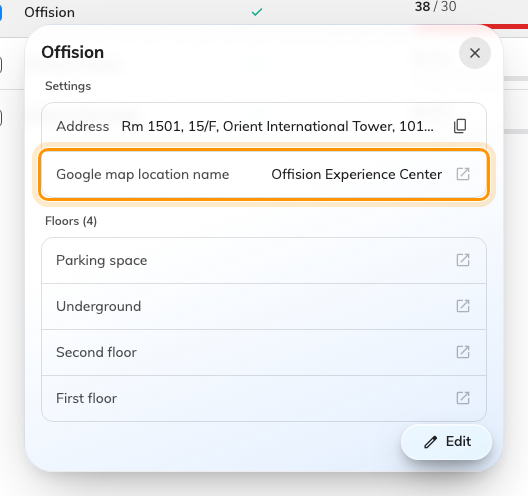 Offision
38 / 30
Offision
Settings
Address Rm 1501, 15/F, Orient International Tower, 101...
Google map location name Offision Experience Center
Floors (4)
Parking space
Underground
Second floor
First floor
Edit